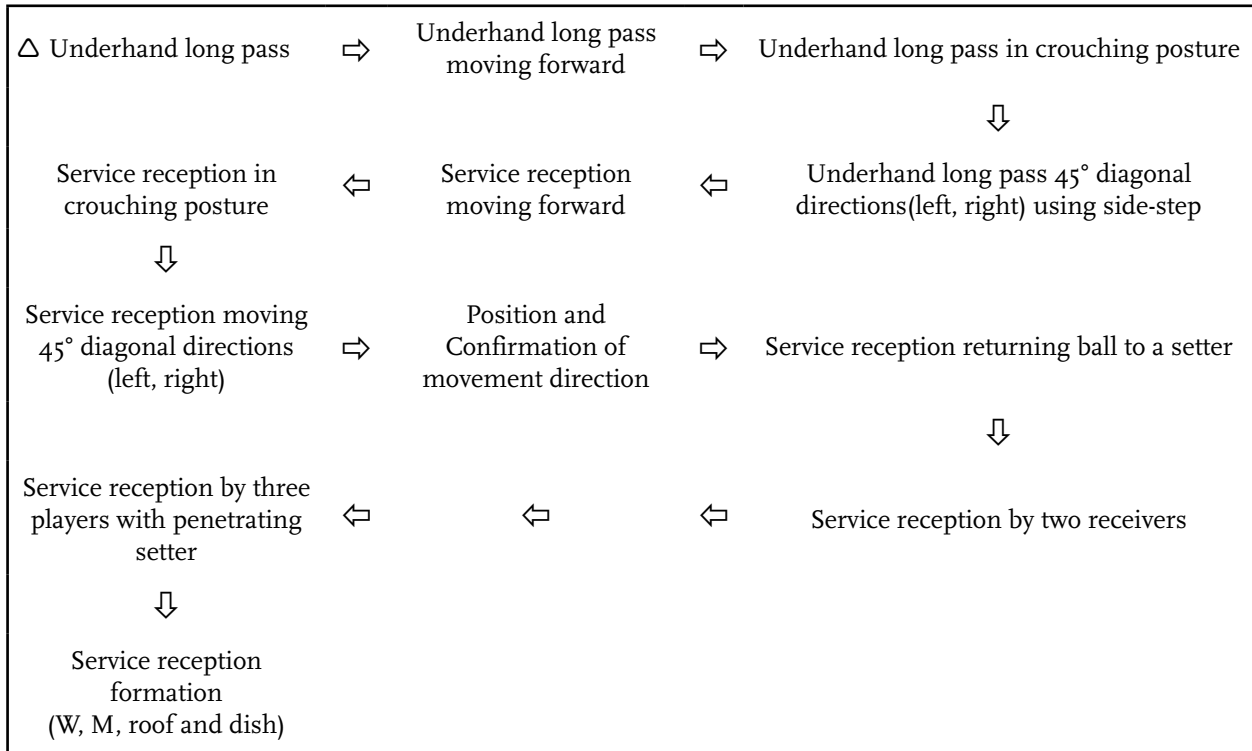 △ Underhand long pass ⇨ Underhand long pass
moving forward ⇨ Underhand long pass in crouching posture
⇩
Service reception in
crouching posture ⇦ Service reception
moving forward ⇦ Underhand long pass 45° diagonal
directions(left, right) using side-step
⇩
Service reception moving
45° diagonal directions
(left, right) ⇨ Position and
Confirmation of
movement direction ⇨ Service reception returning ball to a setter
⇩
Service reception by three
players with penetrating
setter ⇦ ⇦ ⇦ Service reception by two receivers
⇩
Service reception
formation
(W, M, roof and dish)